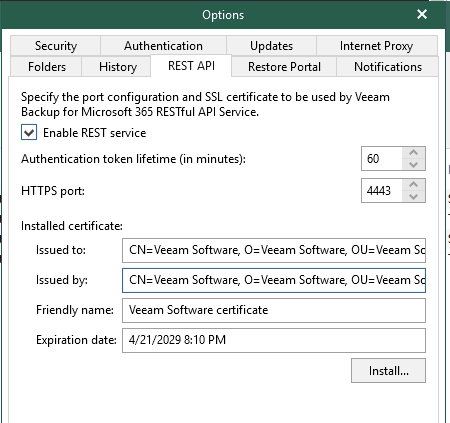 Options
Security Authentication Updates Internet Proxy
Folders History REST API Restore Portal Notifications
Specify the port configuration and SSL certificate to be used by Veeam
Backup for Microsoft 365 RESTful API Service.
Enable REST service
Authentication token lifetime (in minutes): 60
HTTPS port: 4443
Installed certificate:
Issued to: CN=Veeam Software, O=Veeam Software, OU=Veeam So
Issued by: CN=Veeam Software, O=Veeam Software, OU=Veeam So
Friendly name: Veeam Software certificate
Expiration date: 4/21/2029 8:10 PM
Install...